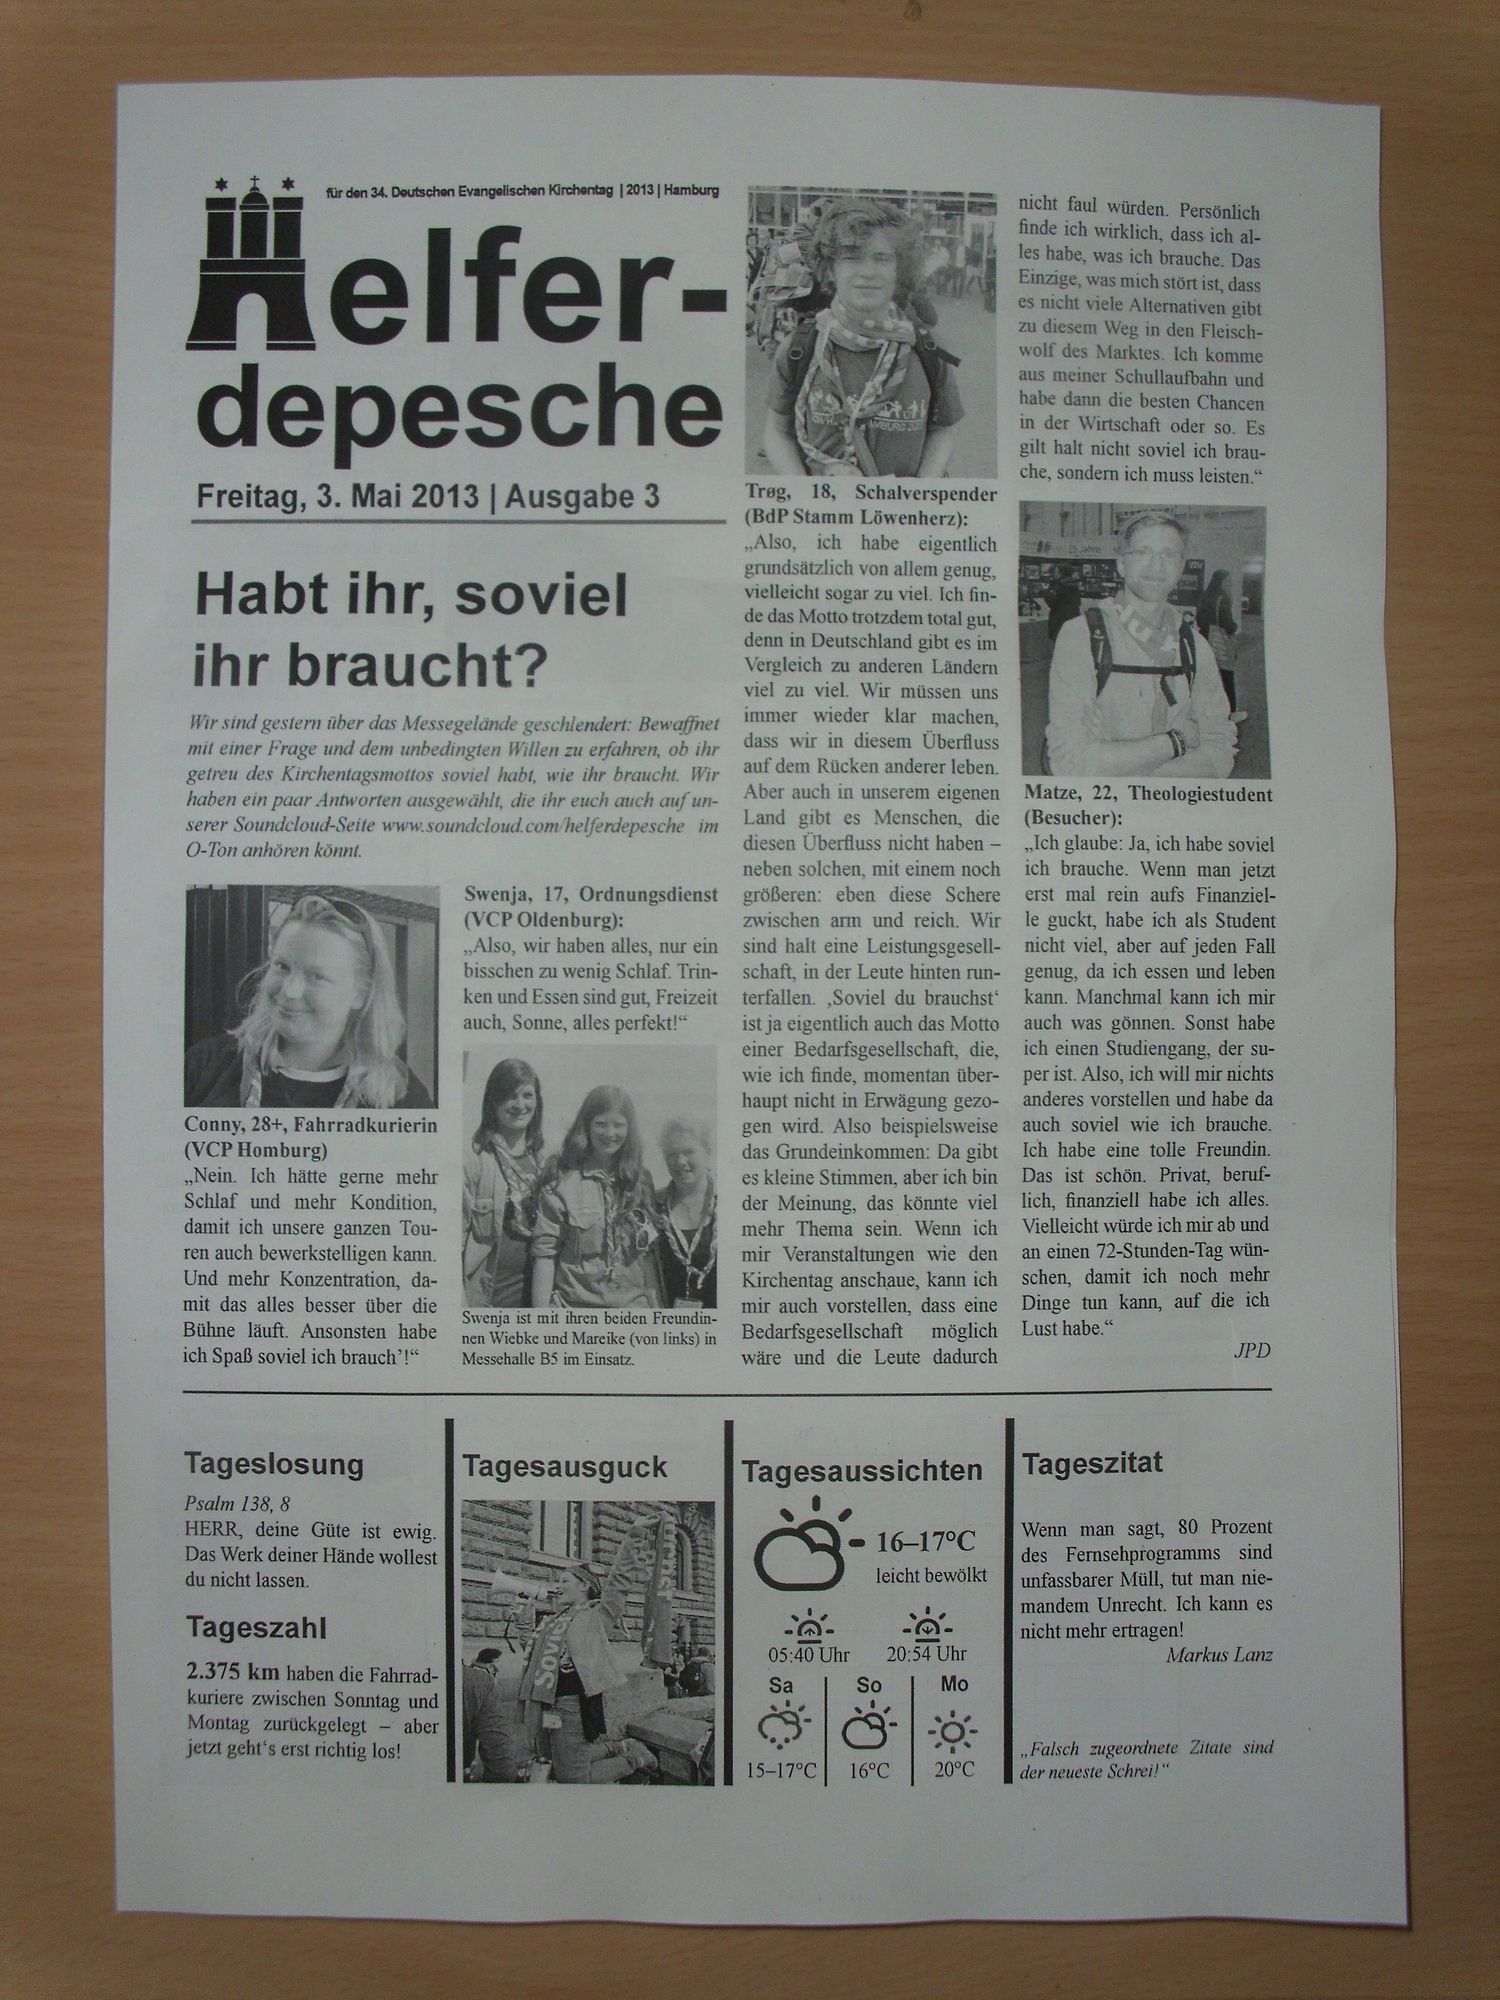 für den 34. Deutschen Evangelischen Kirchentag | 2013 | Hamburg
Helfer-
depesche
Freitag, 3. Mai 2013 | Ausgabe 3
Habt ihr, soviel
ihr braucht?
Wir sind gestern über das Messegelände geschlendert: Bewaffnet
mit einer Frage und dem unbedingten Willen zu erfahren, ob ihr
getreu des Kirchentagsmottos soviel habt, wie ihr braucht. Wir
haben ein paar Antworten ausgewählt, die ihr euch auch auf un-
serer Soundcloud-Seite www.soundcloud.com/helferdepesche im
O-Ton anhören könnt.
Conny, 28+, Fahrradkurierin
(VCP Homburg)
„Nein. Ich hätte gerne mehr
Schlaf und mehr Kondition,
damit ich unsere ganzen Tou-
ren auch bewerkstelligen kann.
Und mehr Konzentration, da-
mit das alles besser über die
Bühne läuft. Ansonsten habe
ich Spaß soviel ich brauch’!“
Swenja, 17, Ordnungsdienst
(VCP Oldenburg):
„Also, wir haben alles, nur ein
bisschen zu wenig Schlaf. Trin-
ken und Essen sind gut, Freizeit
auch, Sonne, alles perfekt!“
Swenja ist mit ihren beiden Freundin-
nen Wiebke und Mareike (von links) in
Messehalle B5 im Einsatz.
Trøg, 18, Schalverspender
(BdP Stamm Löwenherz):
„Also, ich habe eigentlich
grundsätzlich von allem genug,
vielleicht sogar zu viel. Ich fin-
de das Motto trotzdem total gut,
denn in Deutschland gibt es im
Vergleich zu anderen Ländern
viel zu viel. Wir müssen uns
immer wieder klar machen,
dass wir in diesem Überfluss
auf dem Rücken anderer leben.
Aber auch in unserem eigenen
Land gibt es Menschen, die
diesen Überfluss nicht haben –
neben solchen, mit einem noch
größeren: eben diese Schere
zwischen arm und reich. Wir
sind halt eine Leistungsgesell-
schaft, in der Leute hinten run-
terfallen. ‚Soviel du brauchst‘
ist ja eigentlich auch das Motto
einer Bedarfsgesellschaft, die,
wie ich finde, momentan über-
haupt nicht in Erwägung gezo-
gen wird. Also beispielsweise
das Grundeinkommen: Da gibt
es kleine Stimmen, aber ich bin
der Meinung, das könnte viel
mehr Thema sein. Wenn ich
mir Veranstaltungen wie den
Kirchentag anschaue, kann ich
mir auch vorstellen, dass eine
Bedarfsgesellschaft möglich
wäre und die Leute dadurch
nicht faul würden. Persönlich
finde ich wirklich, dass ich al-
les habe, was ich brauche. Das
Einzige, was mich stört ist, dass
es nicht viele Alternativen gibt
zu diesem Weg in den Fleisch-
wolf des Marktes. Ich komme
aus meiner Schullaufbahn und
habe dann die besten Chancen
in der Wirtschaft oder so. Es
gilt halt nicht soviel ich brau-
che, sondern ich muss leisten.“
Matze, 22, Theologiestudent
(Besucher):
„Ich glaube: Ja, ich habe soviel
ich brauche. Wenn man jetzt
erst mal rein aufs Finanziel-
le guckt, habe ich als Student
nicht viel, aber auf jeden Fall
genug, da ich essen und leben
kann. Manchmal kann ich mir
auch was gönnen. Sonst habe
ich einen Studiengang, der su-
per ist. Also, ich will mir nichts
anderes vorstellen und habe da
auch soviel wie ich brauche.
Ich habe eine tolle Freundin.
Das ist schön. Privat, beruf-
lich, finanziell habe ich alles.
Vielleicht würde ich mir ab und
an einen 72-Stunden-Tag wün-
schen, damit ich noch mehr
Dinge tun kann, auf die ich
Lust habe.“
JPD
Tageslosung
Psalm 138, 8
HERR, deine Güte ist ewig.
Das Werk deiner Hände wollest
du nicht lassen.
Tageszahl
2.375 km haben die Fahrrad-
kuriere zwischen Sonntag und
Montag zurückgelegt – aber
jetzt geht‘s erst richtig los!
Tagesausguck
Tagesaussichten
16–17°C
leicht bewölkt
05:40 Uhr 20:54 Uhr
Sa So Mo
15–17°C 16°C 20°C
Tageszitat
Wenn man sagt, 80 Prozent
des Fernsehprogramms sind
unfassbarer Müll, tut man nie-
mandem Unrecht. Ich kann es
nicht mehr ertragen!
Markus Lanz
„Falsch zugeordnete Zitate sind
der neueste Schrei!“